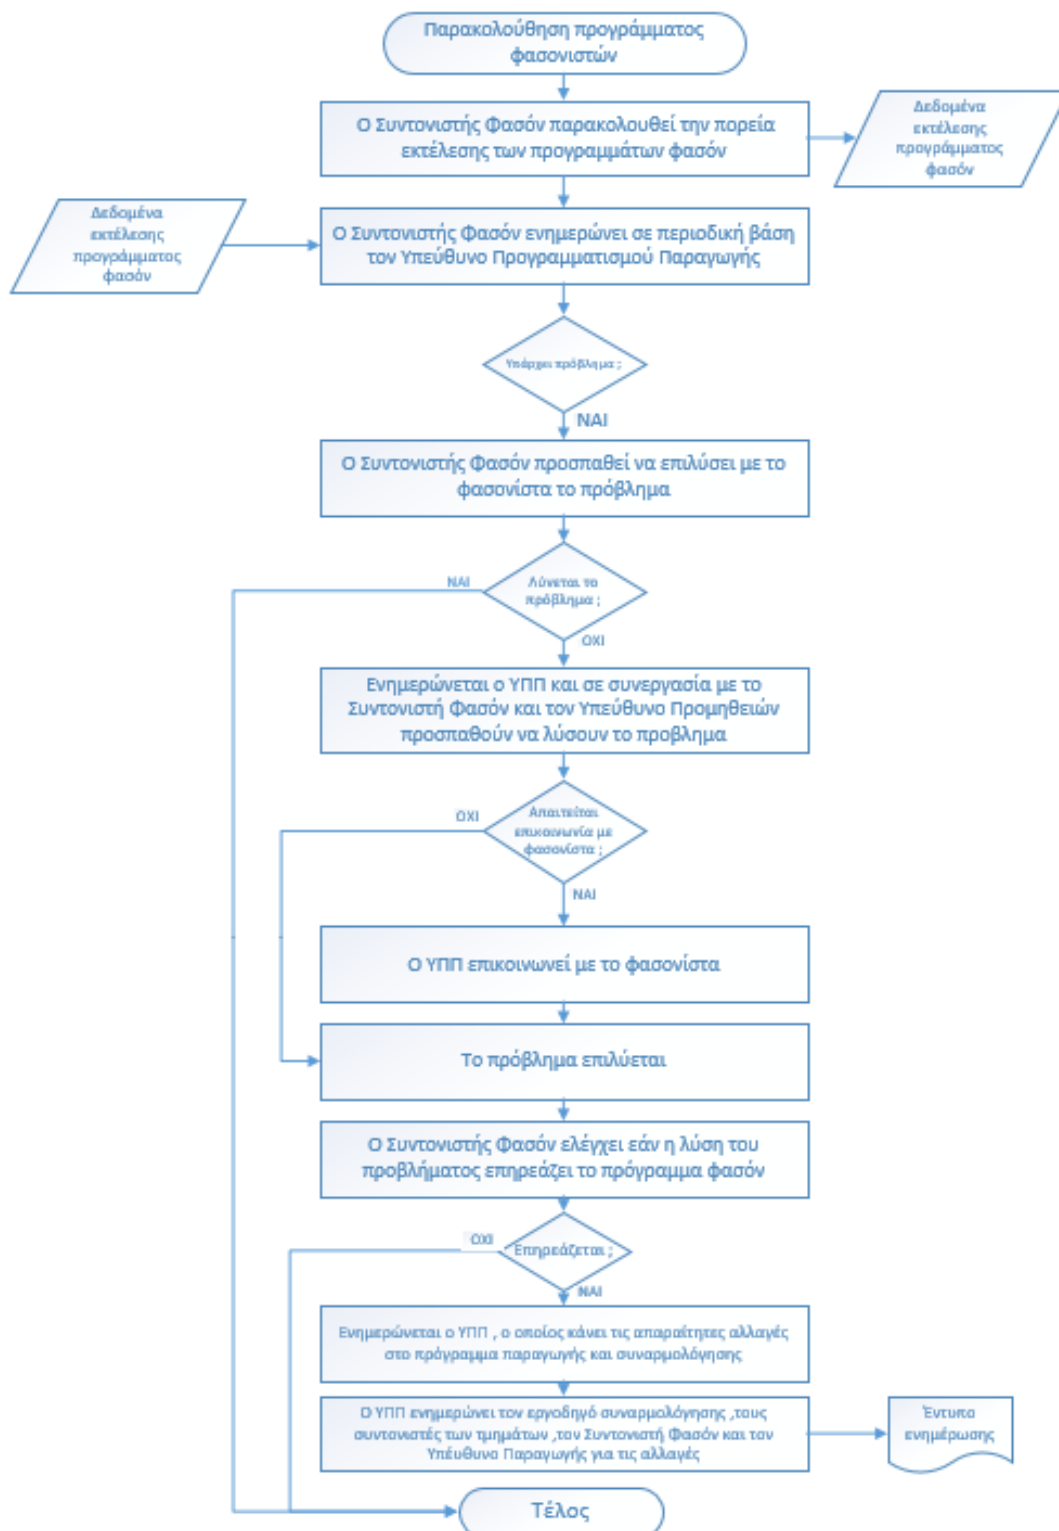 Παρακολούθηση προγράμματος
φασονιστών
Ο Συντονιστής Φασόν παρακολουθεί την πορεία
εκτέλεσης των προγραμμάτων φασόν
Δεδομένα
εκτέλεσης
προγράμματος
φασόν
Δεδομένα
εκτέλεσης
προγράμματος
φασόν
Ο Συντονιστής Φασόν ενημερώνει σε περιοδική βάση
τον Υπεύθυνο Προγραμματισμού Παραγωγής
Υπάρχει πρόβλημα ;
ΝΑΙ
Ο Συντονιστής Φασόν προσπαθεί να επιλύσει με το
φασονίστα το πρόβλημα
Λύνεται το
πρόβλημα ;
ΝΑΙ
ΟΧΙ
Ενημερώνεται ο ΥΠΠ και σε συνεργασία με το
Συντονιστή Φασόν και τον Υπεύθυνο Προμηθειών
προσπαθούν να λύσουν το προβλημα
Απαιτείται
επικοινωνία με
φασονίστα ;
ΟΧΙ
ΝΑΙ
Ο ΥΠΠ επικοινωνεί με το φασονίστα
Το πρόβλημα επιλύεται
Ο Συντονιστής Φασόν ελέγχει εάν η λύση του
προβλήματος επηρεάζει το πρόγραμμα φασόν
ΟΧΙ
Επηρεάζεται ;
ΝΑΙ
Ενημερώνεται ο ΥΠΠ , ο οποίος κάνει τις απαραίτητες αλλαγές
στο πρόγραμμα παραγωγής και συναρμολόγησης
Ο ΥΠΠ ενημερώνει τον εργοδηγό συναρμολόγησης ,τους
συντονιστές των τμημάτων ,τον Συντονιστή Φασόν και τον
Υπέυθυνο Παραγωγής για τις αλλαγές
Έντυπο
ενημέρωσης
Τέλος